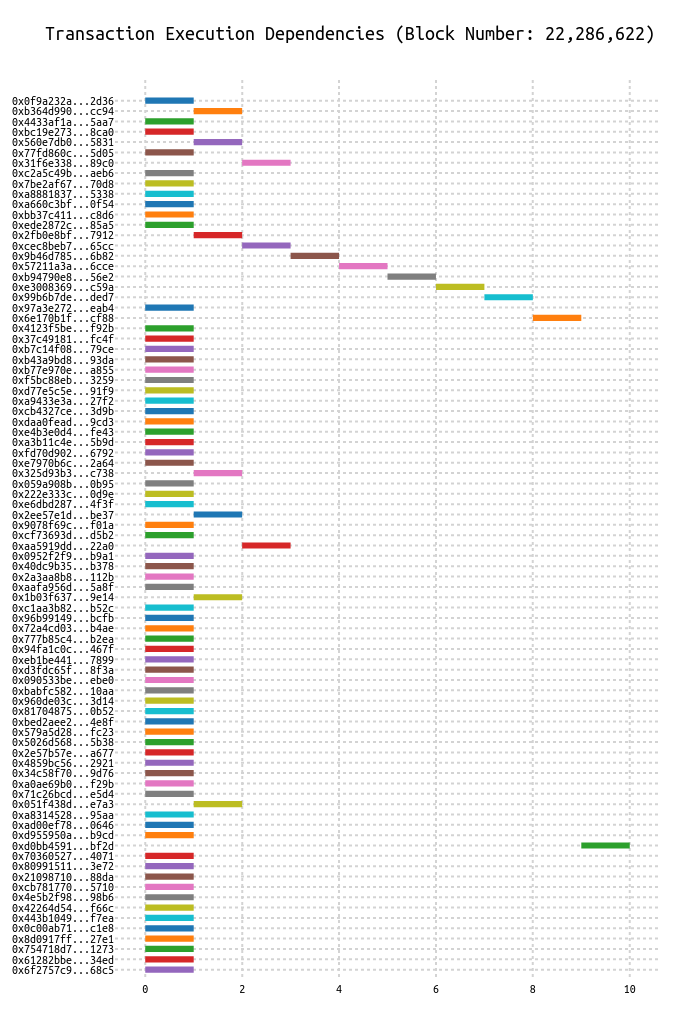 Transaction Execution Dependencies (Block Number: 22,286,622)
0x0f9a232a...2d36
0xb364d990...cc94
0x4433af1a...5aa7
0xbc19e273...8ca0
0x560e7db0...5831
0x77fd860c...5d05
0x31f6e338...89c0
0xc2a5c49b...aeb6
0x7be2af67...70d8
0xa8881837...5338
0xa660c3bf...0f54
0xbb37c411...c8d6
0xede2872c...85a5
0x2fb0e8bf...7912
0xcec8beb7...65cc
0x9b46d785...6b82
0x57211a3a...6cce
0xb94790e8...56e2
0xe3008369...c59a
0x99b6b7de...ded7
0x97a3e272...eab4
0x6e170b1f...cf88
0x4123f5be...f92b
0x37c49181...fc4f
0xb7c14f08...79ce
0xb43a9bd8...93da
0xb77e970e...a855
0xf5bc88eb...3259
0xd77e5c5e...91f9
0xa9433e3a...27f2
0xcb4327ce...3d9b
0xdaa0fead...9cd3
0xe4b3e0d4...fe43
0xa3b11c4e...5b9d
0xfd70d902...6792
0xe7970b6c...2a64
0x325d93b3...c738
0x059a908b...0b95
0x222e333c...0d9e
0xe6dbd287...4f3f
0x2ee57e1d...be37
0x9078f69c...f01a
0xcf73693d...d5b2
0xaa5919dd...22a0
0x0952f2f9...b9a1
0x40dc9b35...b378
0x2a3aa8b8...112b
0xaafa956d...5a8f
0x1b03f637...9e14
0xc1aa3b82...b52c
0x96b99149...bcfb
0x72a4cd03...b4ae
0x777b85c4...b2ea
0x94fa1c0c...467f
0xeb1be441...7899
0xd3fdc65f...8f3a
0x090533be...ebe0
0xbabfc582...10aa
0x960de03c...3d14
0x81704875...0b52
0xbed2aee2...4e8f
0x579a5d28...fc23
0x5026d568...5b38
0x2e57b57e...a677
0x4859bc56...2921
0x34c58f70...9d76
0xa0ae69b0...f29b
0x71c26bcd...e5d4
0x051f438d...e7a3
0xa8314528...95aa
0xad00ef78...0646
0xd955950a...b9cd
0xd0bb4591...bf2d
0x70360527...4071
0x80991511...3e72
0x21098710...88da
0xcb781770...5710
0x4e5b2f98...98b6
0x42264d54...f66c
0x443b1049...f7ea
0x0c00ab71...c1e8
0x8d0917ff...27e1
0x754718d7...1273
0x61282bbe...34ed
0x6f2757c9...68c5
0 2 4 6 8 10